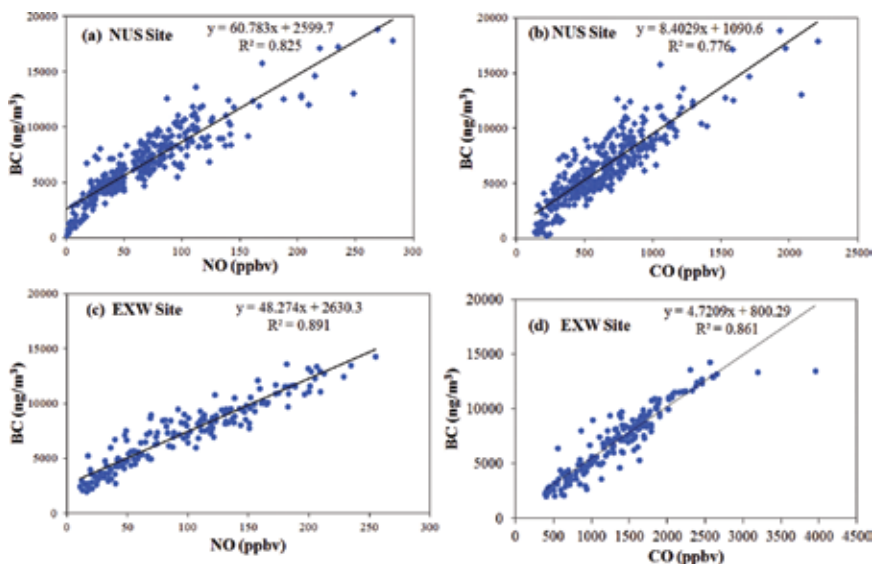 (a) NUS Site
y = 60.783x + 2599.7
R² = 0.825
BC (ng/m³)
20000
15000
10000
5000
0
0 50 100 150 200 250 300
NO (ppbv)
(b) NUS Site
y = 8.4029x + 1090.6
R² = 0.776
BC (ng/m³)
20000
15000
10000
5000
0
0 500 1000 1500 2000 2500
CO (ppbv)
(c) EXW Site
y = 48.274x + 2630.3
R² = 0.891
BC (ng/m³)
20000
15000
10000
5000
0
0 50 100 150 200 250 300
NO (ppbv)
(d) EXW Site
y = 4.7209x + 800.29
R² = 0.861
BC (ng/m³)
20000
15000
10000
5000
0
0 500 1000 1500 2000 2500 3000 3500 4000 4500
CO (ppbv)